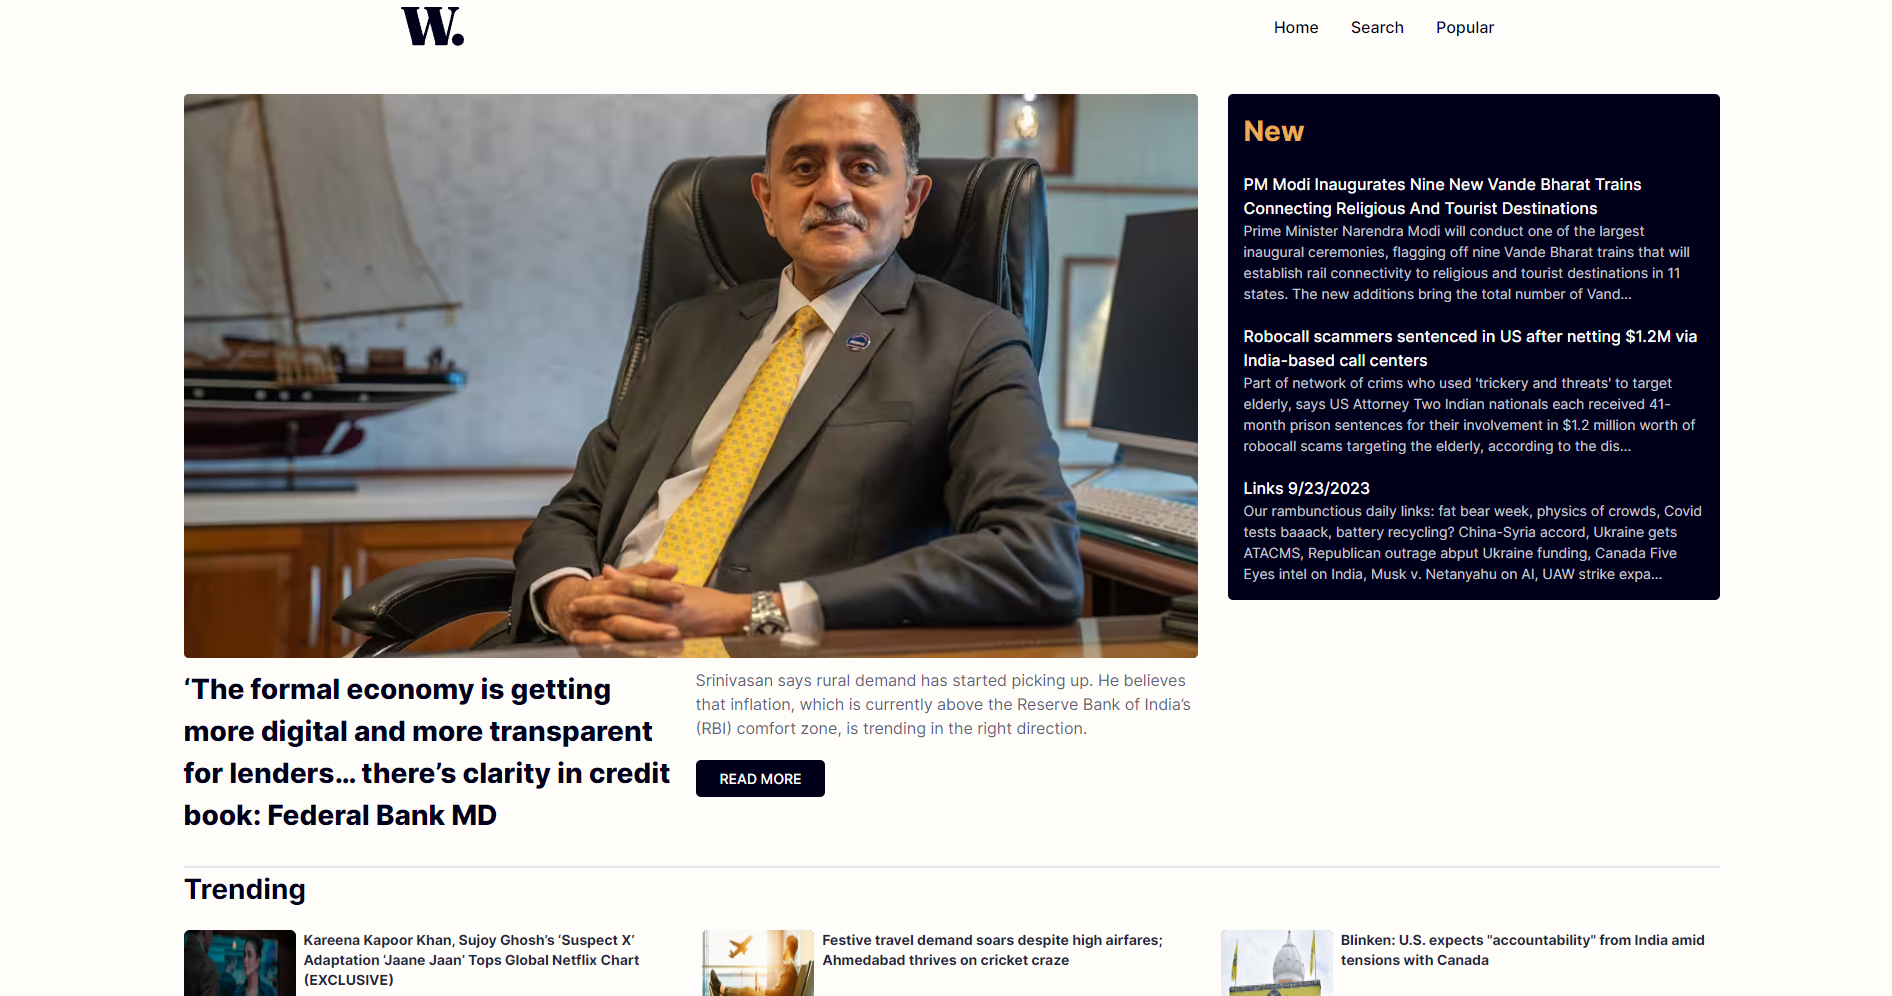 W.
Home
Search
Popular
New
PM Modi Inaugurates Nine New Vande Bharat Trains
Connecting Religious And Tourist Destinations
Prime Minister Narendra Modi will conduct one of the largest
inaugural ceremonies, flagging off nine Vande Bharat trains that will
establish rail connectivity to religious and tourist destinations in 11
states. The new additions bring the total number of Vand...
Robocall scammers sentenced in US after netting $1.2M via
India-based call centers
Part of network of crims who used 'trickery and threats' to target
elderly, says US Attorney Two Indian nationals each received 41-
month prison sentences for their involvement in $1.2 million worth of
robocall scams targeting the elderly, according to the dis...
Links 9/23/2023
Our rambunctious daily links: fat bear week, physics of crowds, Covid
tests baaack, battery recycling? China-Syria accord, Ukraine gets
ATACMS, Republican outrage abput Ukraine funding, Canada Five
Eyes intel on India, Musk v. Netanyahu on AI, UAW strike expa...
‘The formal economy is getting
more digital and more transparent
for lenders… there’s clarity in credit
book: Federal Bank MD
Srinivasan says rural demand has started picking up. He believes
that inflation, which is currently above the Reserve Bank of India’s
(RBI) comfort zone, is trending in the right direction.
READ MORE
Trending
Kareena Kapoor Khan, Sujoy Ghosh’s ‘Suspect X’
Adaptation ‘Jaane Jaan’ Tops Global Netflix Chart
(EXCLUSIVE)
Festive travel demand soars despite high airfares;
Ahmedabad thrives on cricket craze
Blinken: U.S. expects "accountability" from India amid
tensions with Canada